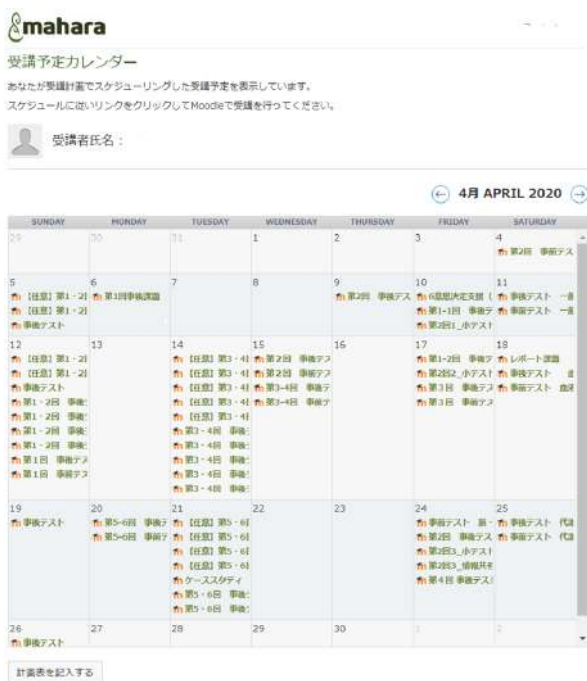 mahara
受講予定カレンダー
あなたが受講計画でスケジューリングした受講予定を表示しています。
スケジュールに従いリンクをクリックしてMoodleで受講を行ってください。
受講者氏名：
4月 APRIL 2020
SUNDAY MONDAY TUESDAY WEDNESDAY THURSDAY FRIDAY SATURDAY
29 30 31 1 2 3 4
第2回 事前テス
5 6 7 8 9 10 11
【任意】第1・2 第1回事後課題 第2回 事後テス 6意思決定支援 事後テスト
【任意】第1・2 第1-1回 事後テ 事前テスト
事後テスト 第2回1_小テス
12 13 14 15 16 17 18
【任意】第1・2 【任意】第3・4 第2回 事後テス 第1-2回 事後テ レポート課題
【任意】第1・2 【任意】第3・4 第2回 事前テス 第2回2_小テス 事後テスト
事後テスト 【任意】第3・4 第3-4回 事後テ 第3回 事後テス 事前テスト
第1・2回 事後 【任意】第3・4 第3-4回 事前テ 第3回 事前テス
第1・2回 事後 【任意】第3・4
第1・2回 事後 第3・4回 事後
第1・2回 事後 第3・4回 事後
第1回 事後テス 第3・4回 事後
第1回 事前テス 第3・4回 事後
第3・4回 事後
19 20 21 22 23 24 25
事後テスト 第5-6回 事後テ 【任意】第5・6 事前テスト 事後テスト
第5-6回 事前テ 【任意】第5・6 第2回 事後テス 事前テスト
【任意】第5・6 第2回3_小テス
【任意】第5・6 第2回3_情報共有
ケーススタディ 第4回 事後テス
第5・6回 事後
第5・6回 事後
26 27 28 29 30 1 2
事後テスト
計画表を記入する